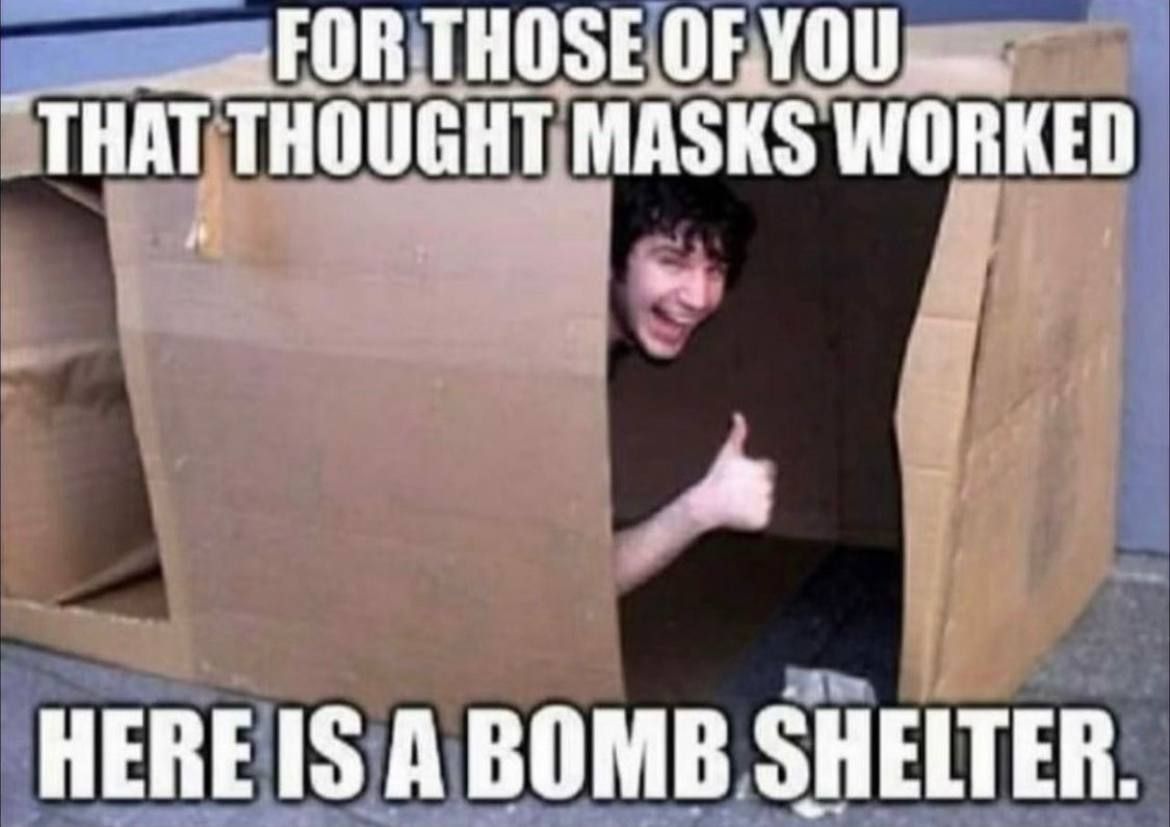 FOR THOSE OF YOU
THAT THOUGHT MASKS WORKED
HERE IS A BOMB SHELTER.